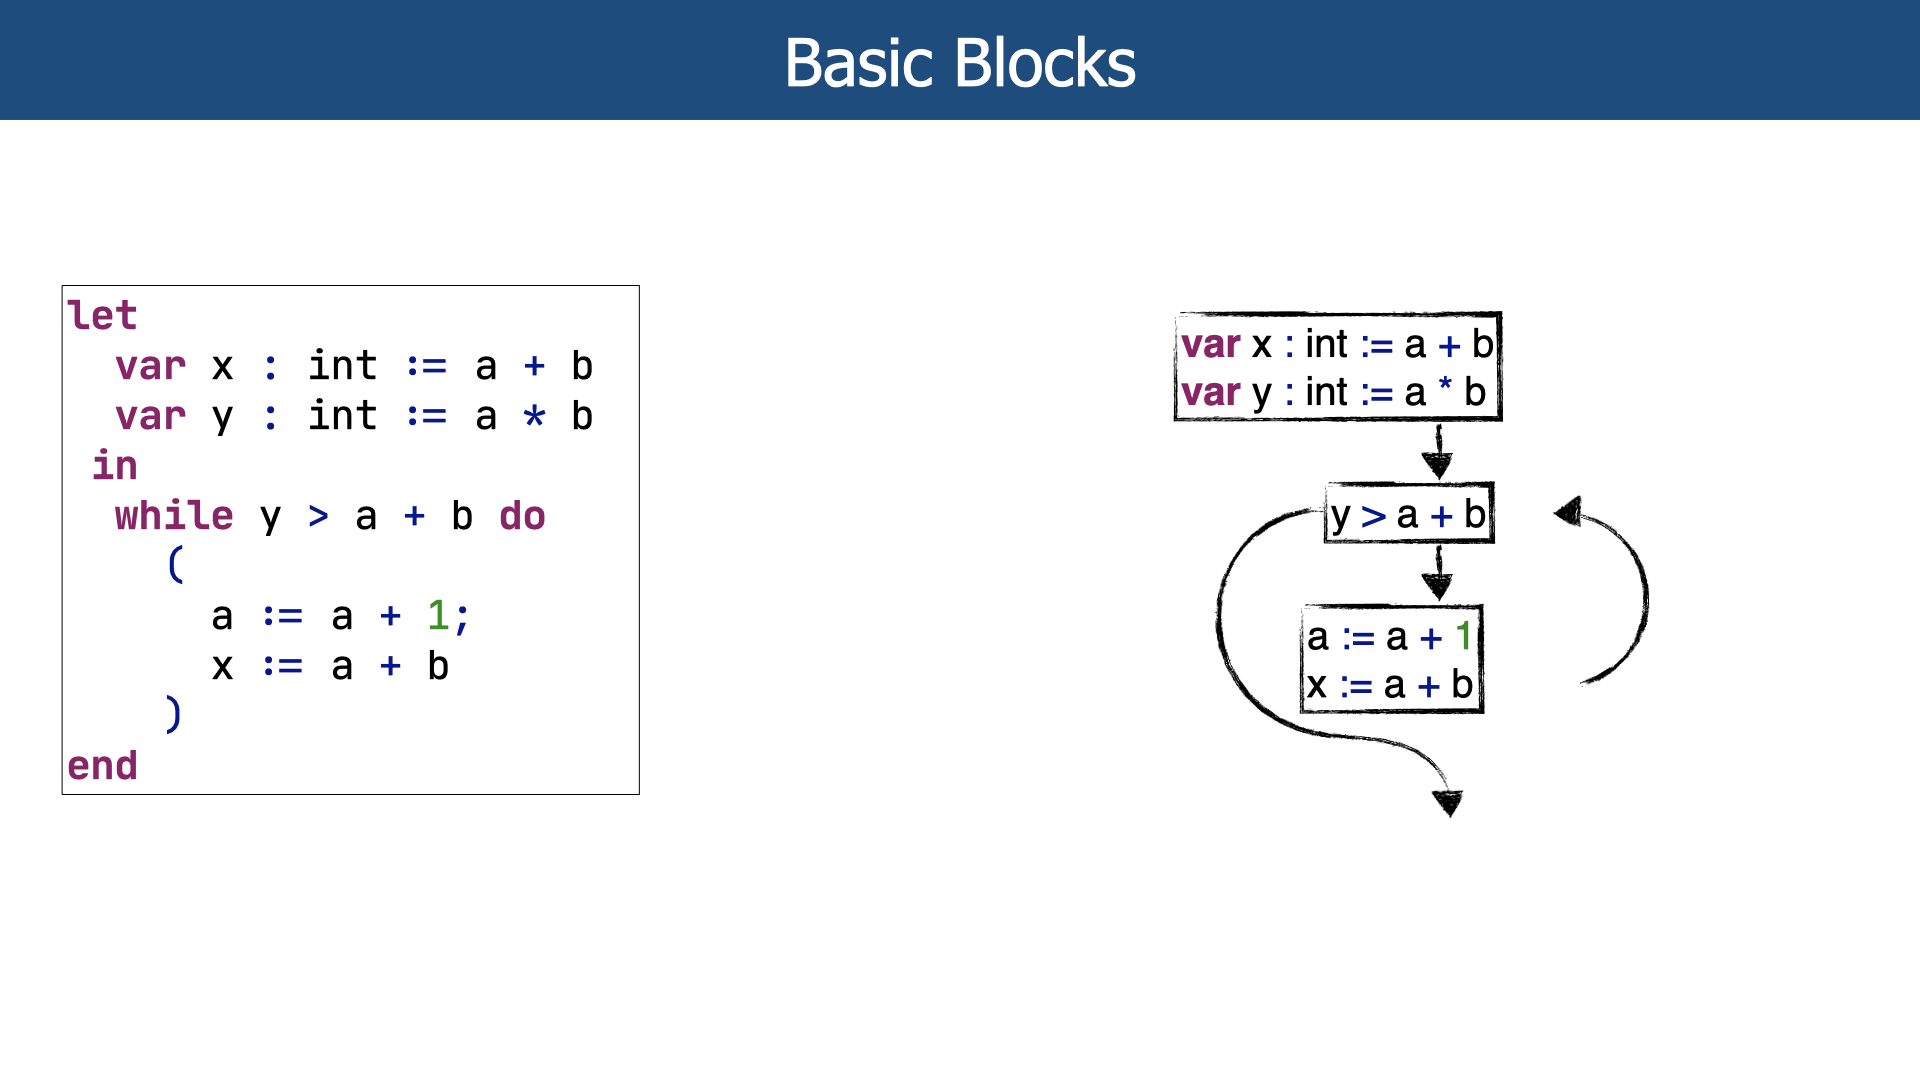 Basic Blocks
let
var x : int := a + b
var y : int := a * b
in
while y > a + b do
(
a := a + 1;
x := a + b
)
end
var x : int := a + b
var y : int := a * b
y > a + b
a := a + 1
x := a + b